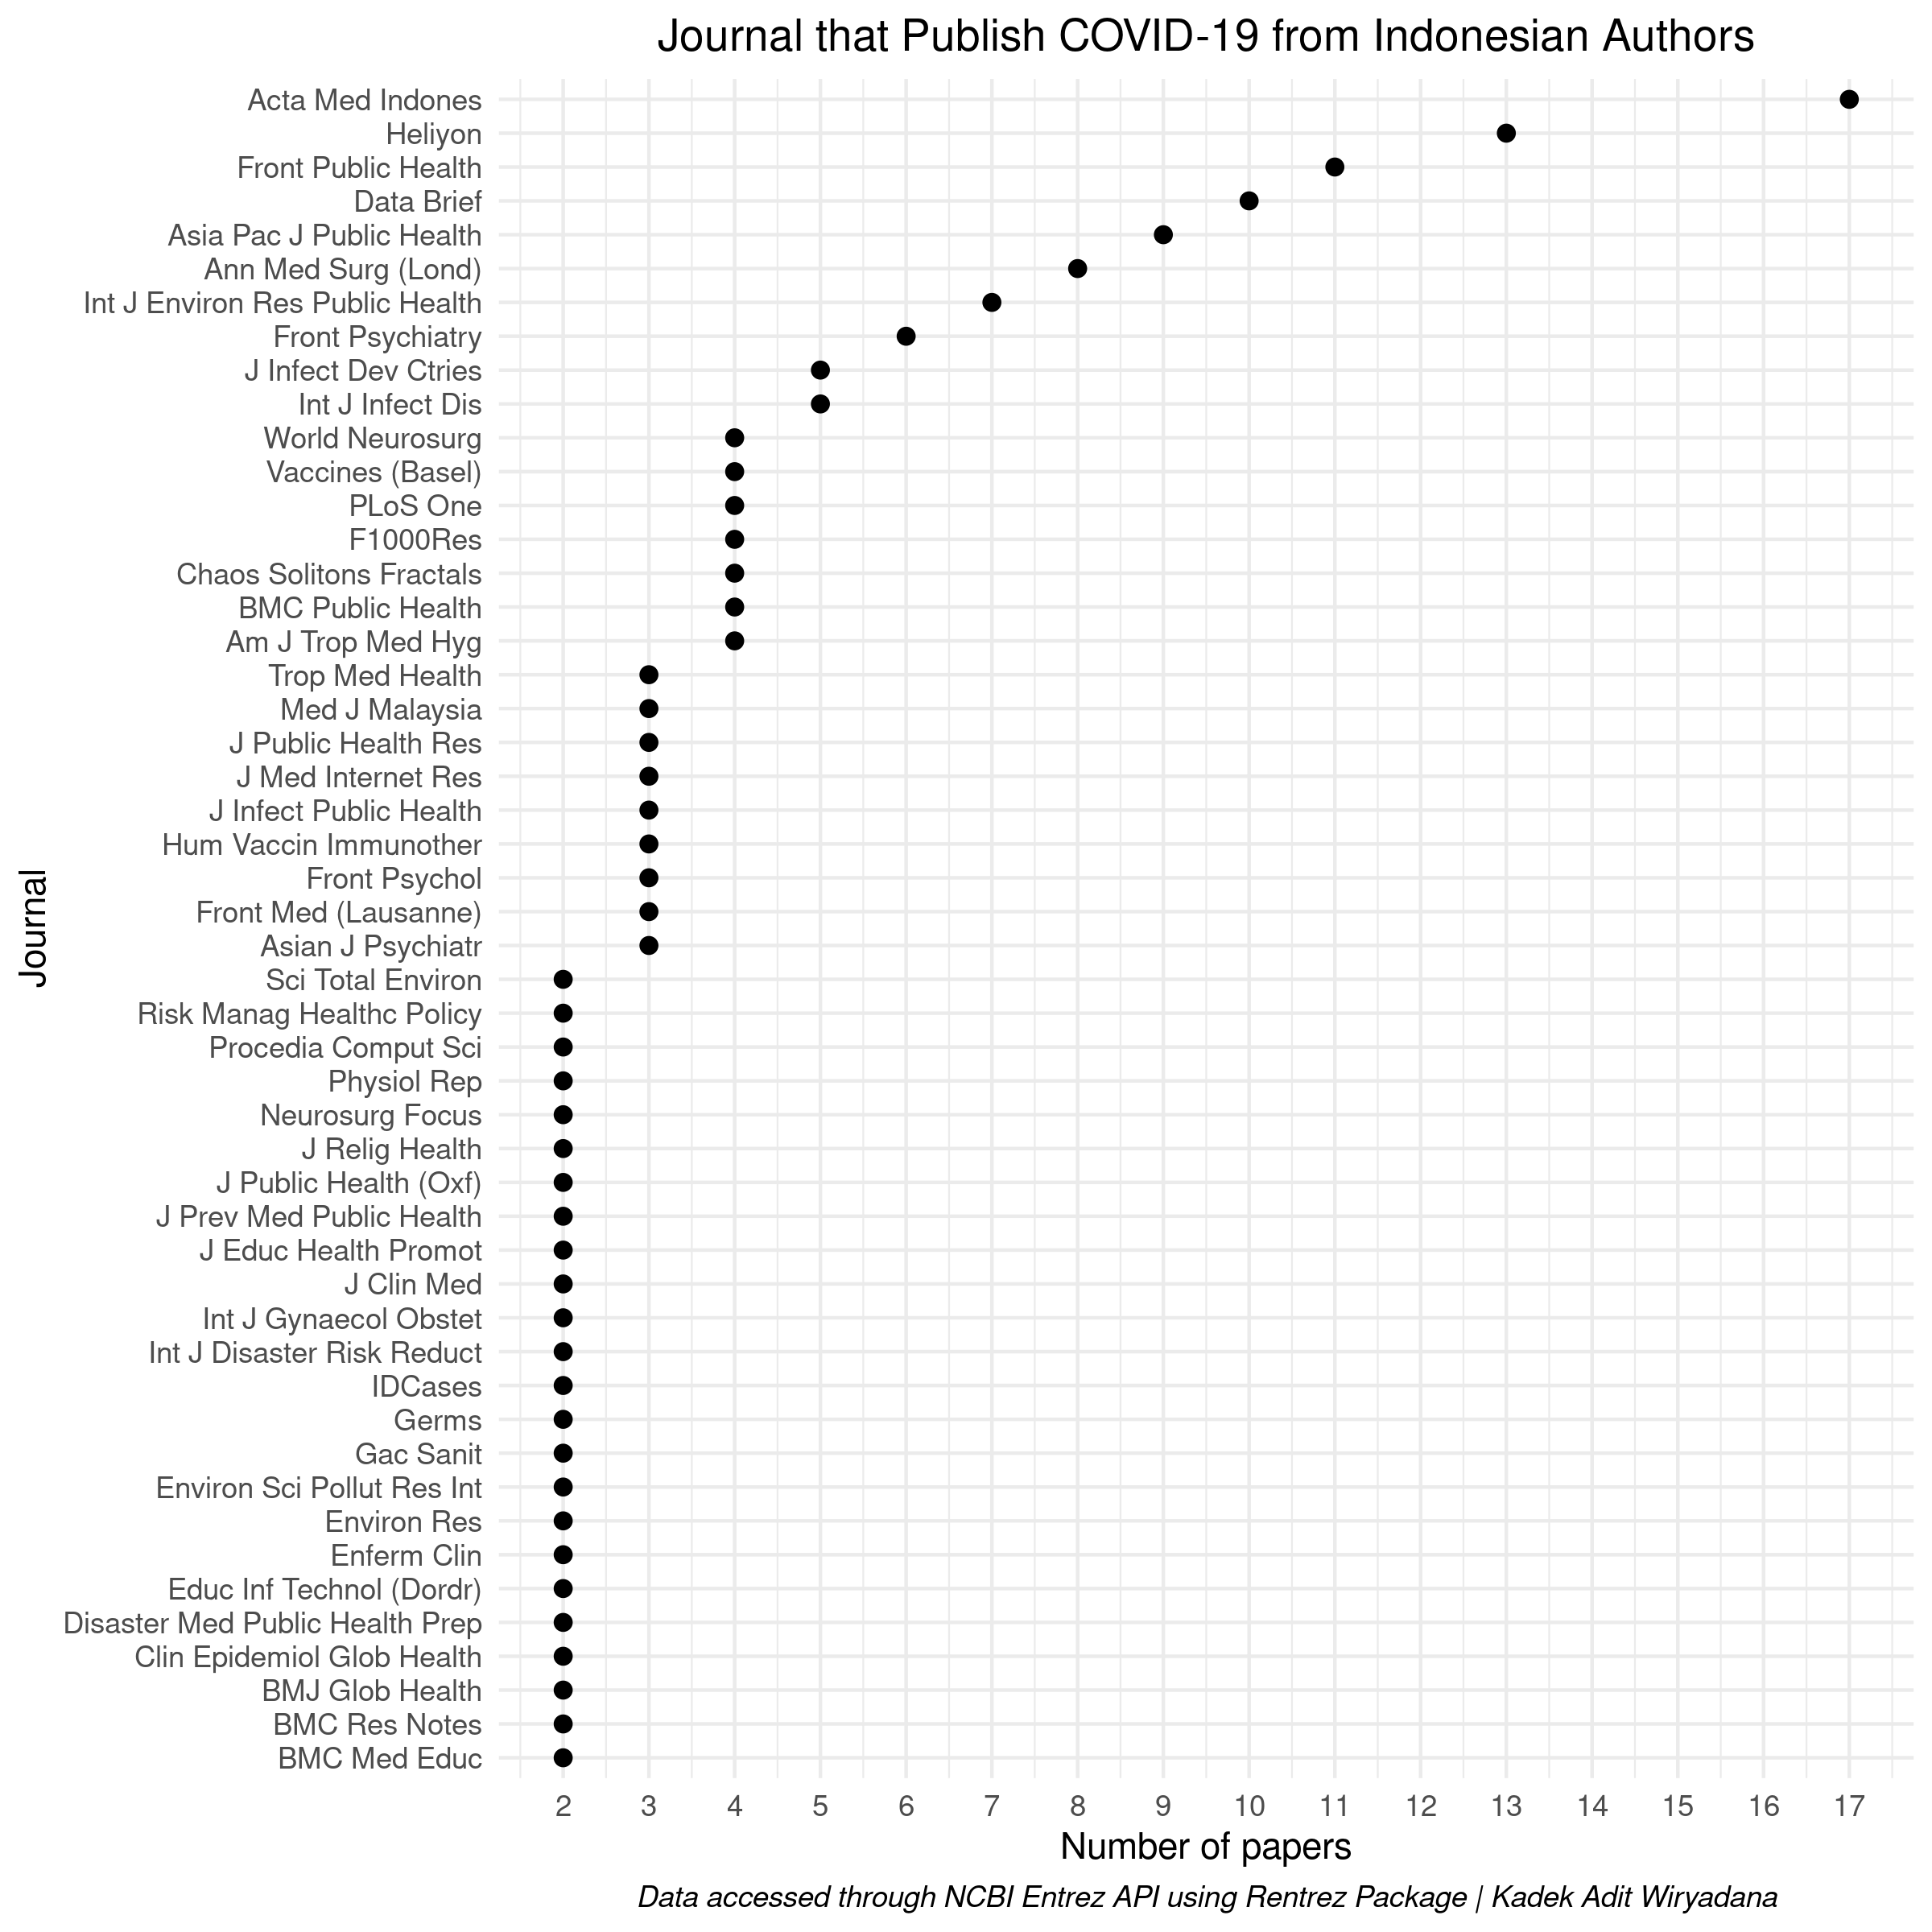 Journal that Publish COVID-19 from Indonesian Authors
Acta Med Indones
Heliyon
Front Public Health
Data Brief
Asia Pac J Public Health
Ann Med Surg (Lond)
Int J Environ Res Public Health
Front Psychiatry
J Infect Dev Ctries
Int J Infect Dis
World Neurosurg
Vaccines (Basel)
PLoS One
F1000Res
Chaos Solitons Fractals
BMC Public Health
Am J Trop Med Hyg
Trop Med Health
Med J Malaysia
J Public Health Res
J Med Internet Res
J Infect Public Health
Hum Vaccin Immunother
Front Psychol
Front Med (Lausanne)
Asian J Psychiatr
Sci Total Environ
Risk Manag Healthc Policy
Procedia Comput Sci
Physiol Rep
Neurosurg Focus
J Relig Health
J Public Health (Oxf)
J Prev Med Public Health
J Educ Health Promot
J Clin Med
Int J Gynaecol Obstet
Int J Disaster Risk Reduct
IDCases
Germs
Gac Sanit
Environ Sci Pollut Res Int
Environ Res
Enferm Clin
Educ Inf Technol (Dordr)
Disaster Med Public Health Prep
Clin Epidemiol Glob Health
BMJ Glob Health
BMC Res Notes
BMC Med Educ
Journal
2 3 4 5 6 7 8 9 10 11 12 13 14 15 16 17
Number of papers
Data accessed through NCBI Entrez API using Rentrez Package | Kadek Adit Wiryadana